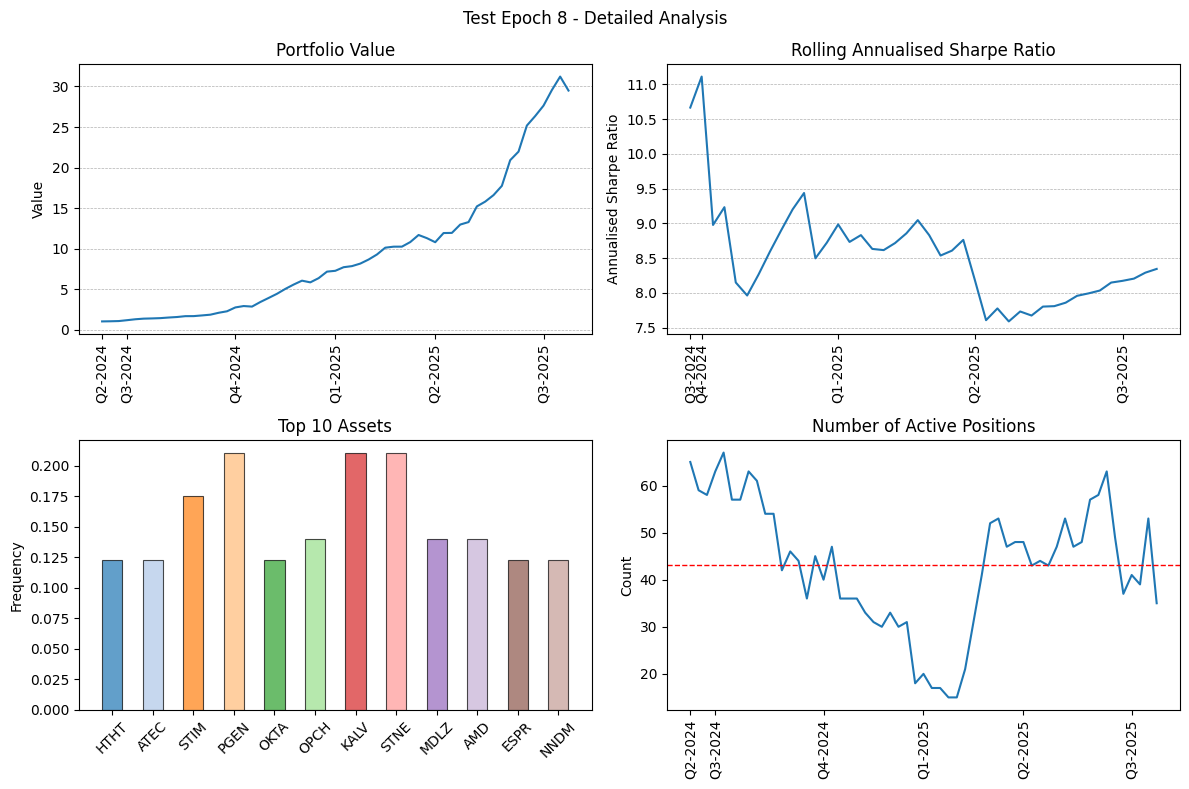 Test Epoch 8 - Detailed Analysis
Portfolio Value
Value
30
25
20
15
10
5
0
Q2-2024
Q3-2024
Q4-2024
Q1-2025
Q2-2025
Q3-2025
Rolling Annualised Sharpe Ratio
Annualised Sharpe Ratio
11.0
10.5
10.0
9.5
9.0
8.5
8.0
7.5
Q3-2024
Q4-2024
Q1-2025
Q2-2025
Q3-2025
Top 10 Assets
Frequency
0.200
0.175
0.150
0.125
0.100
0.075
0.050
0.025
0.000
HTHT
ATEC
STIM
PGEN
OKTA
OPCH
KALV
STNE
MDLZ
AMD
ESPR
NNDM
Number of Active Positions
Count
60
50
40
30
20
Q2-2024
Q3-2024
Q4-2024
Q1-2025
Q2-2025
Q3-2025